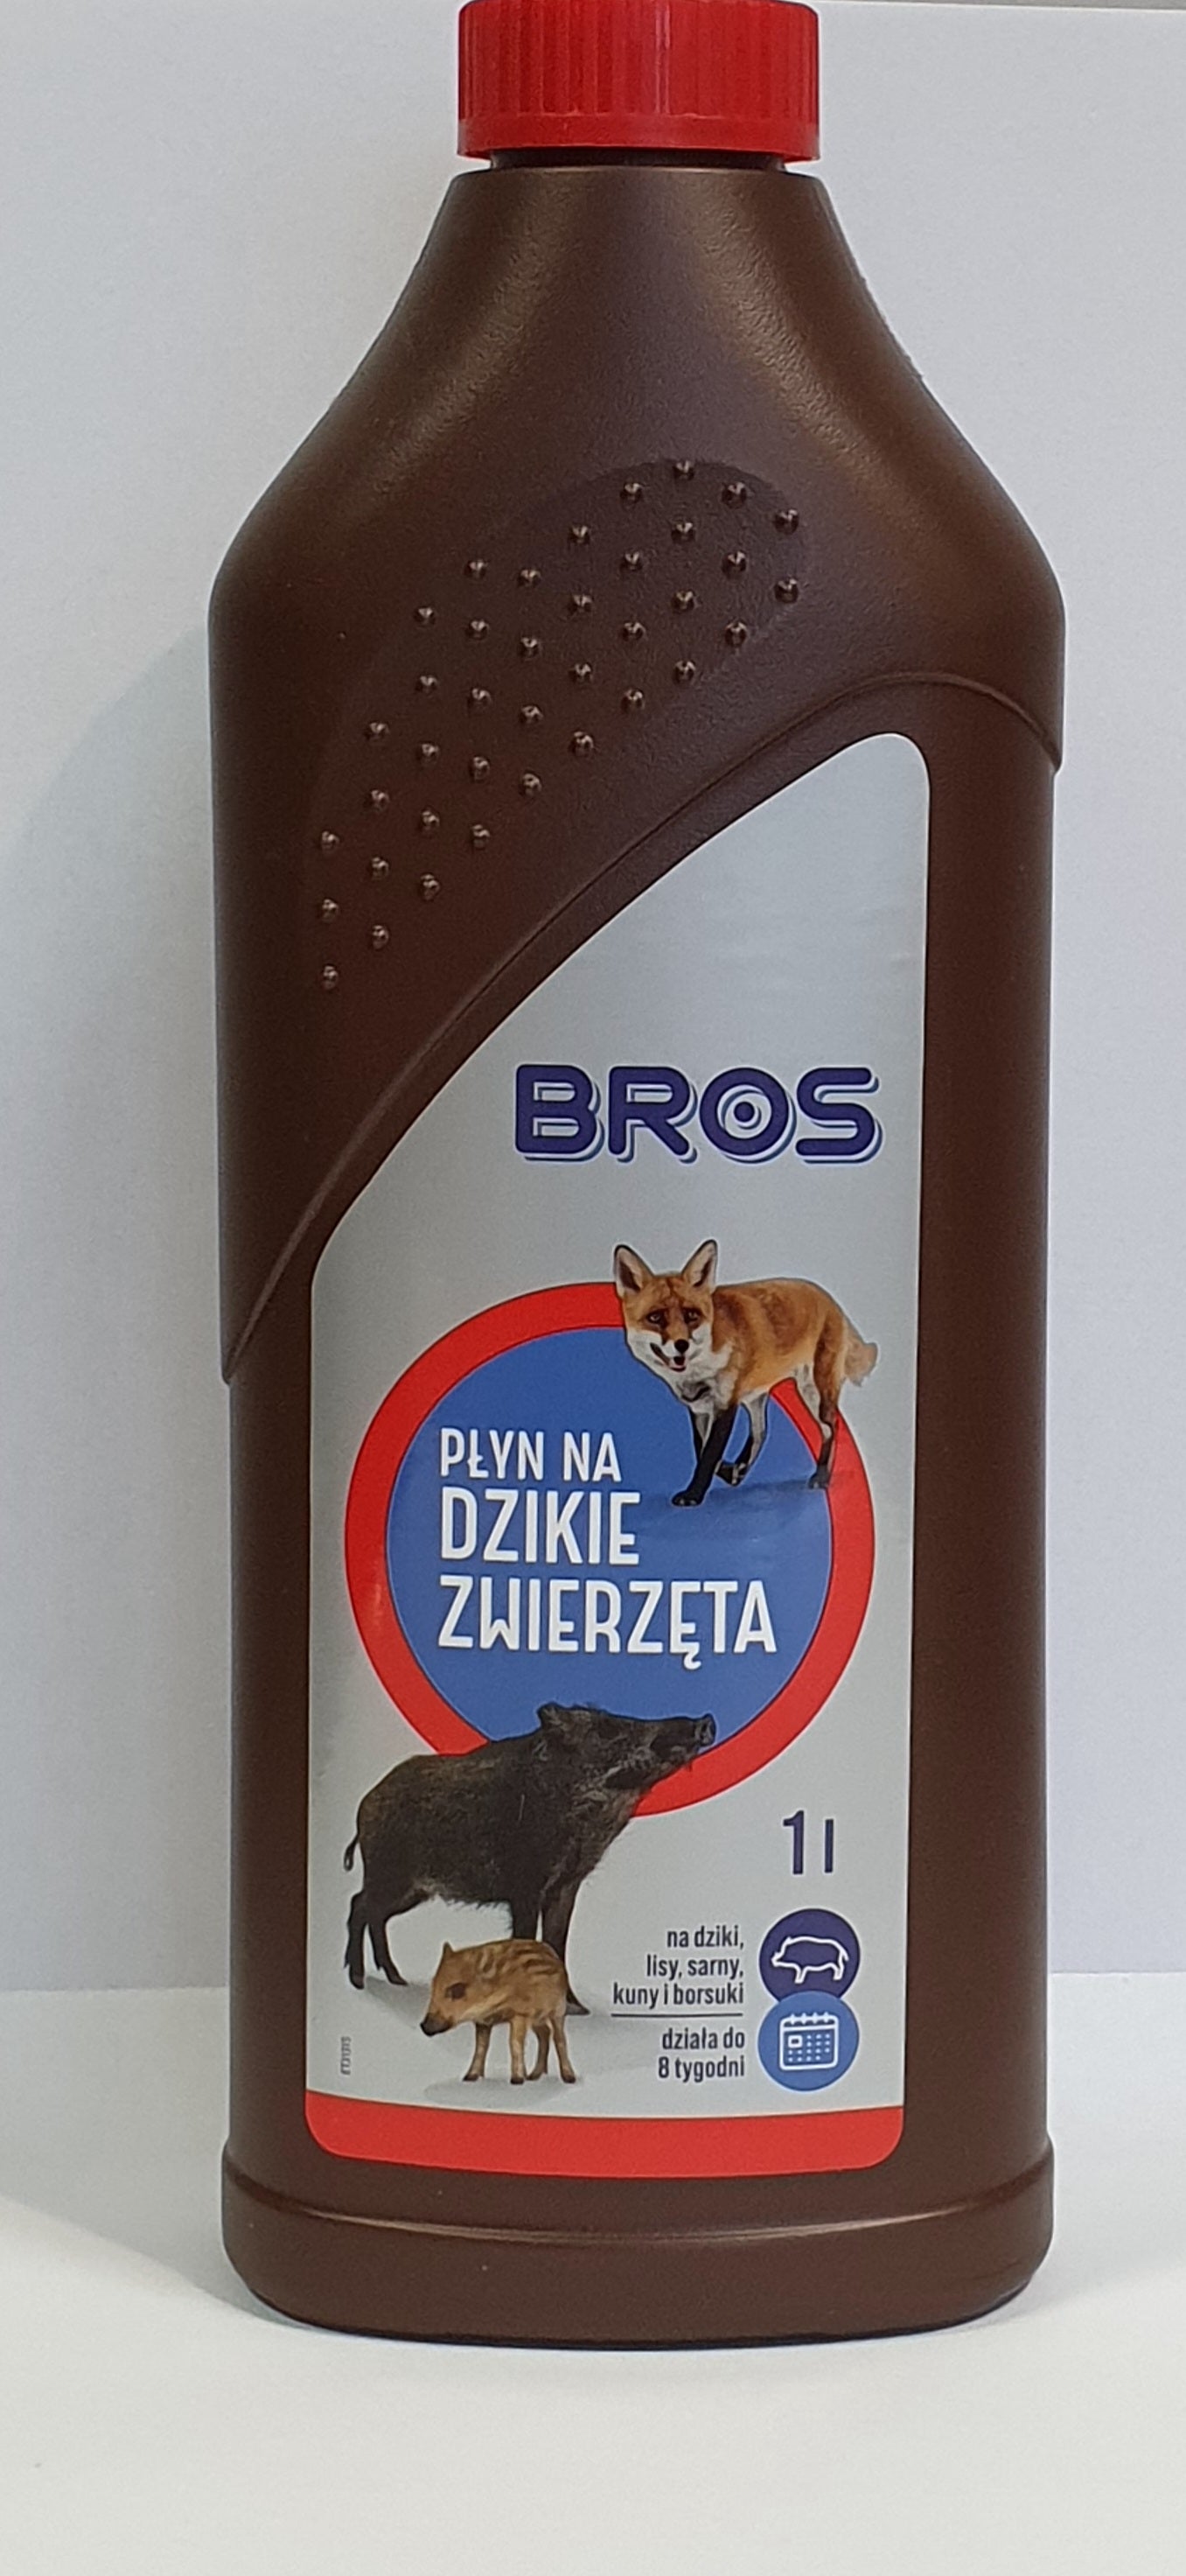 BROS
PŁYN NA
DZIKIE
ZWIERZĘTA
1 l
na dziki,
lisy, sarny,
kuny i borsuki
działa do
8 tygodni